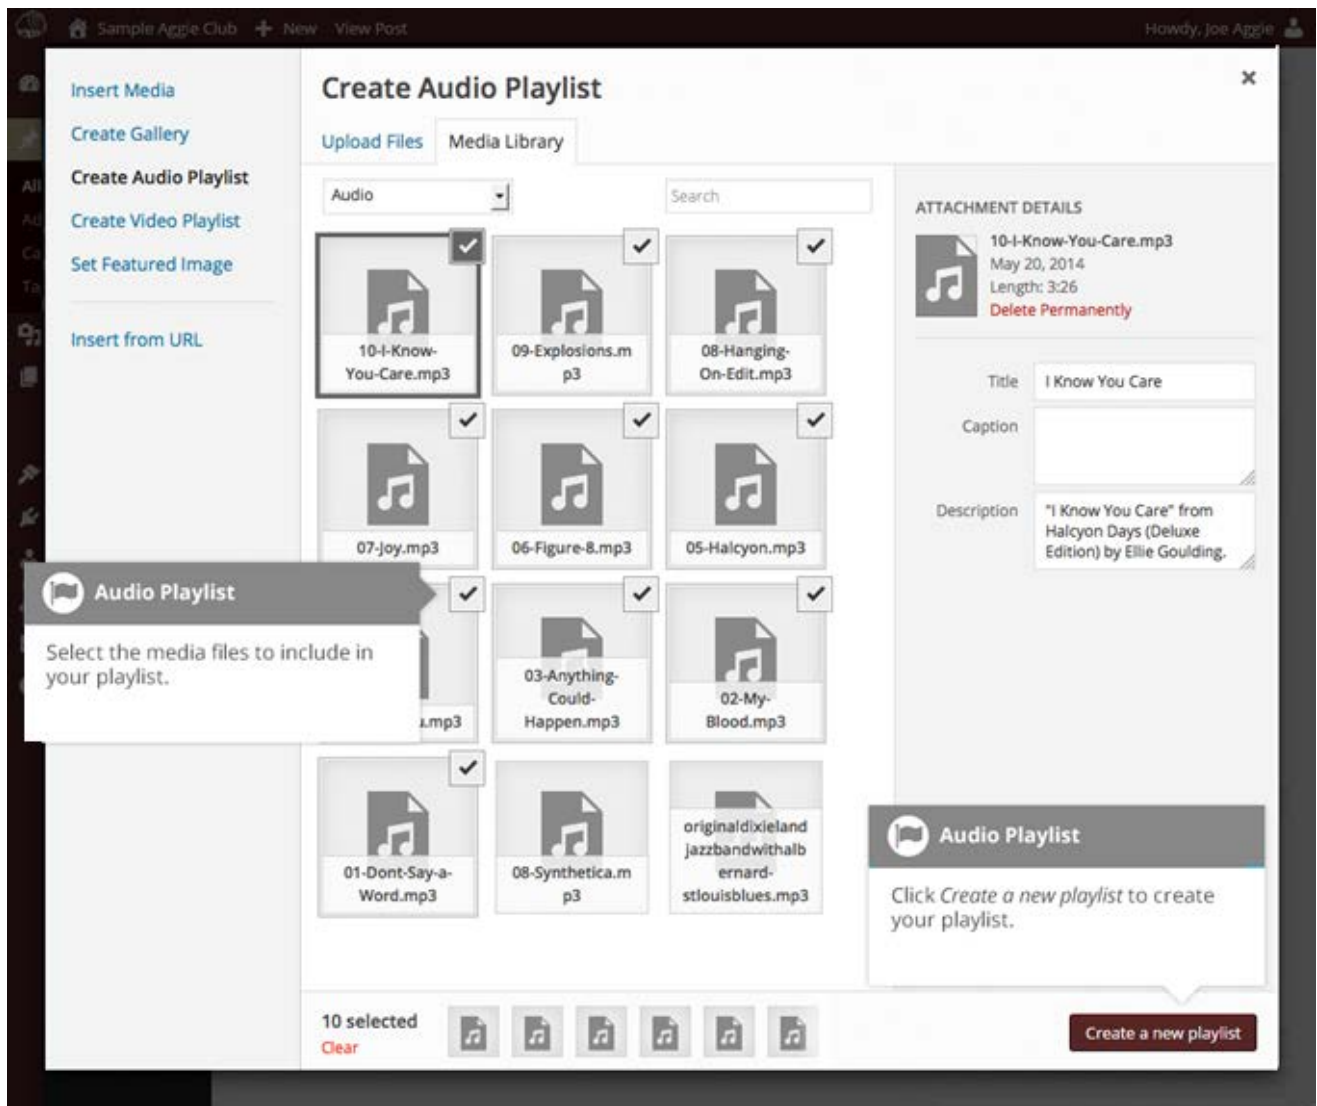 Sample Aggie Club
New
View Post
Howdy, Joe Aggie
Insert Media
Create Gallery
Create Audio Playlist
Create Video Playlist
Set Featured Image
Insert from URL
Create Audio Playlist
Upload Files
Media Library
Audio
Search
10-I-Know-
You-Care.mp3
09-Explosions.m
p3
08-Hanging-
On-Edit.mp3
07-Joy.mp3
06-Figure-8.mp3
05-Halcyon.mp3
u.mp3
03-Anything-
Could-
Happen.mp3
02-My-
Blood.mp3
01-Dont-Say-a-
Word.mp3
08-Synthetica.m
p3
originaldixieland
jazzbandwithalb
ernard-
stlouisblues.mp3
ATTACHMENT DETAILS
10-I-Know-You-Care.mp3
May 20, 2014
Length: 3:26
Delete Permanently
Title
I Know You Care
Caption
Description
"I Know You Care" from
Halcyon Days (Deluxe
Edition) by Ellie Goulding.
Audio Playlist
Select the media files to include in
your playlist.
Audio Playlist
Click Create a new playlist to create
your playlist.
10 selected
Clear
Create a new playlist
All
Ad
Ca
Ta